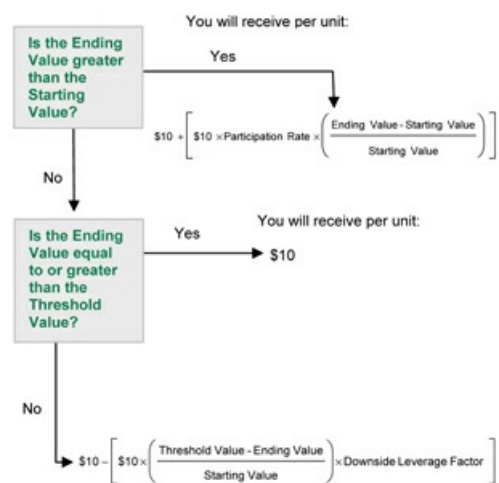 You will receive per unit:
Is the Ending
Value greater
than the
Starting
Value?
Yes
$10 + [ $10 × Participation Rate × ( Ending Value - Starting Value
Starting Value ) ]
No
You will receive per unit:
Is the Ending
Value equal
to or greater
than the
Threshold
Value?
Yes
$10
No
$10 – [ $10 × ( Threshold Value - Ending Value
Starting Value ) × Downside Leverage Factor ]